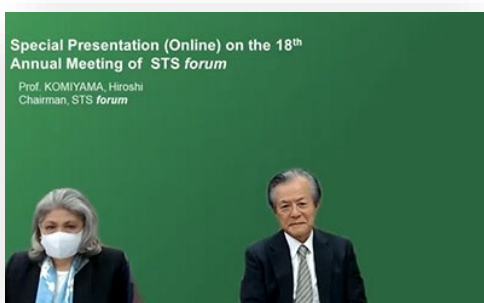 Special Presentation (Online) on the 18th
Annual Meeting of STS forum
Prof. KOMIYAMA, Hiroshi
Chairman, STS forum